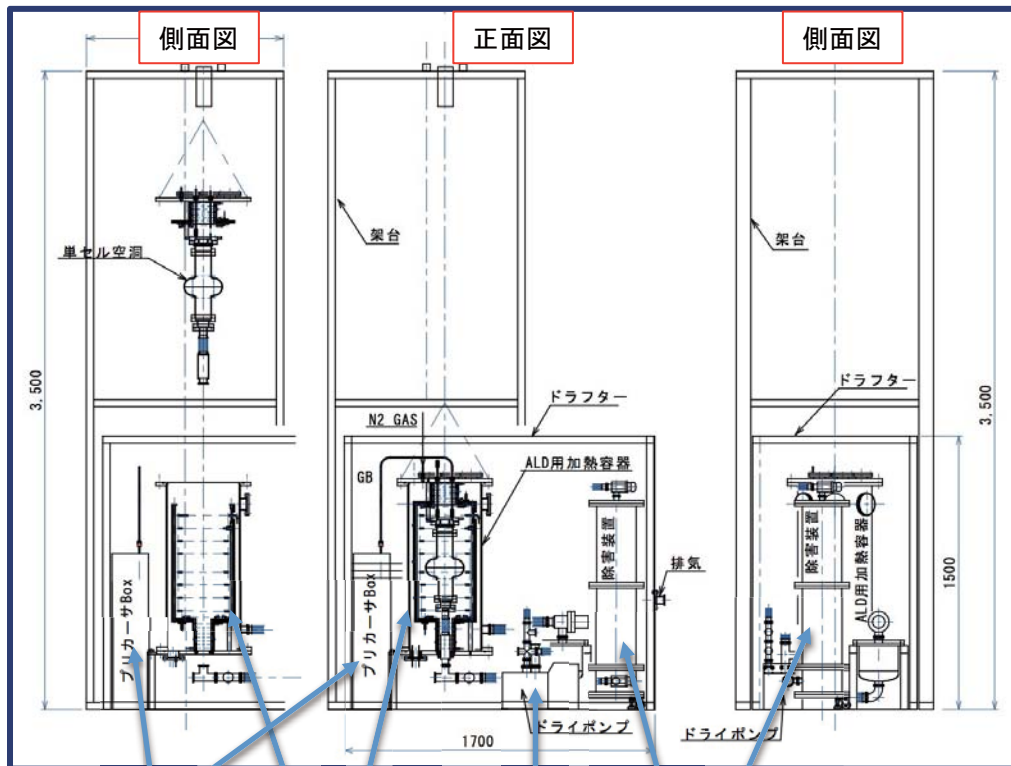 側面図
正面図
側面図
単セル空洞
架台
架台
3,500
3,500
ドラフター
ドラフター
N2 GAS
GB
ALD用加熱容器
プリカーサBox
プリカーサBox
除害装置
排気
除害装置
ALD用加熱容器
1500
ドライポンプ
ドライポンプ
1700